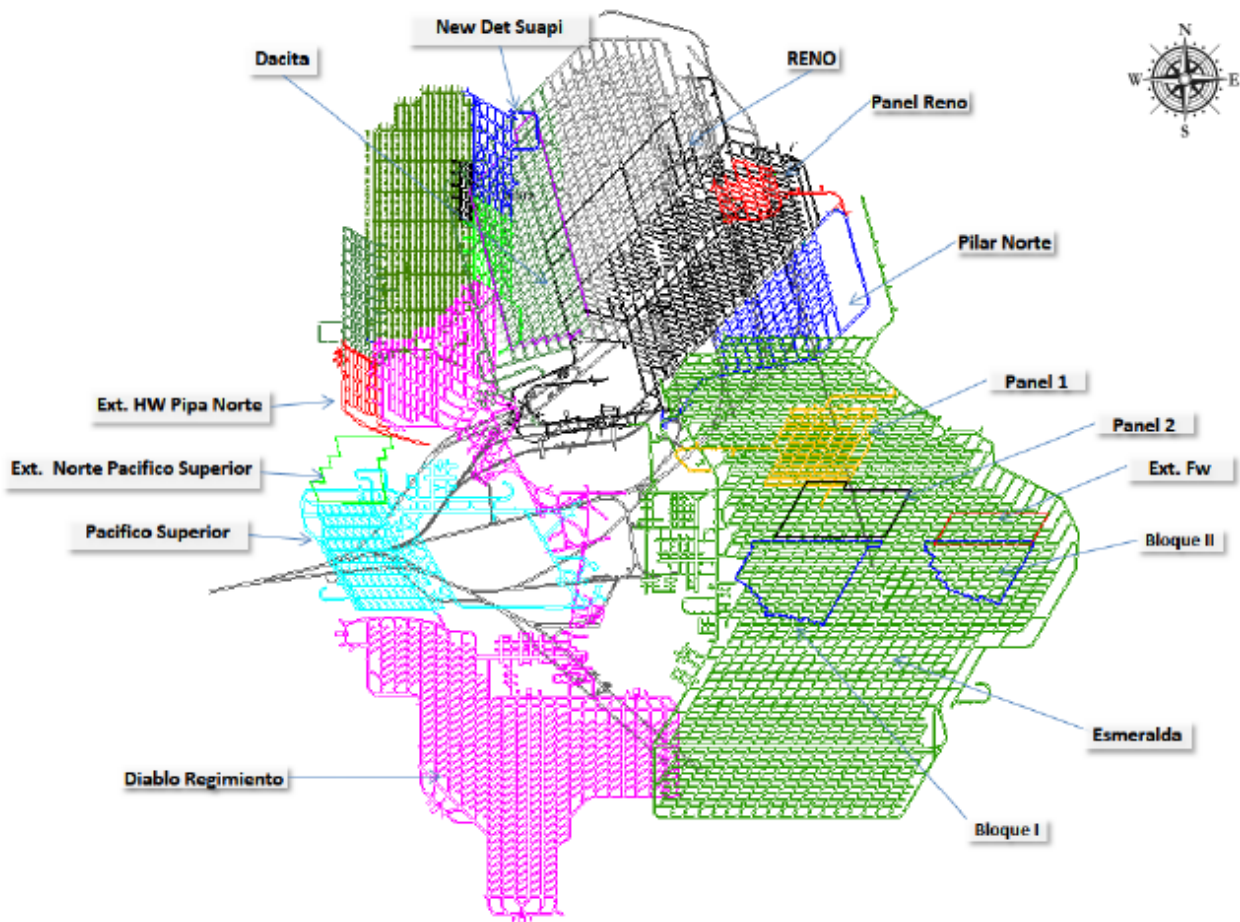 New Det Suapi
Dacita
RENO
N
W
E
S
Panel Reno
Pilar Norte
Panel 1
Ext. HW Pipa Norte
Panel 2
Ext. Norte Pacifico Superior
Ext. Fw
Pacifico Superior
Bloque II
Esmeralda
Diablo Regimiento
Bloque I